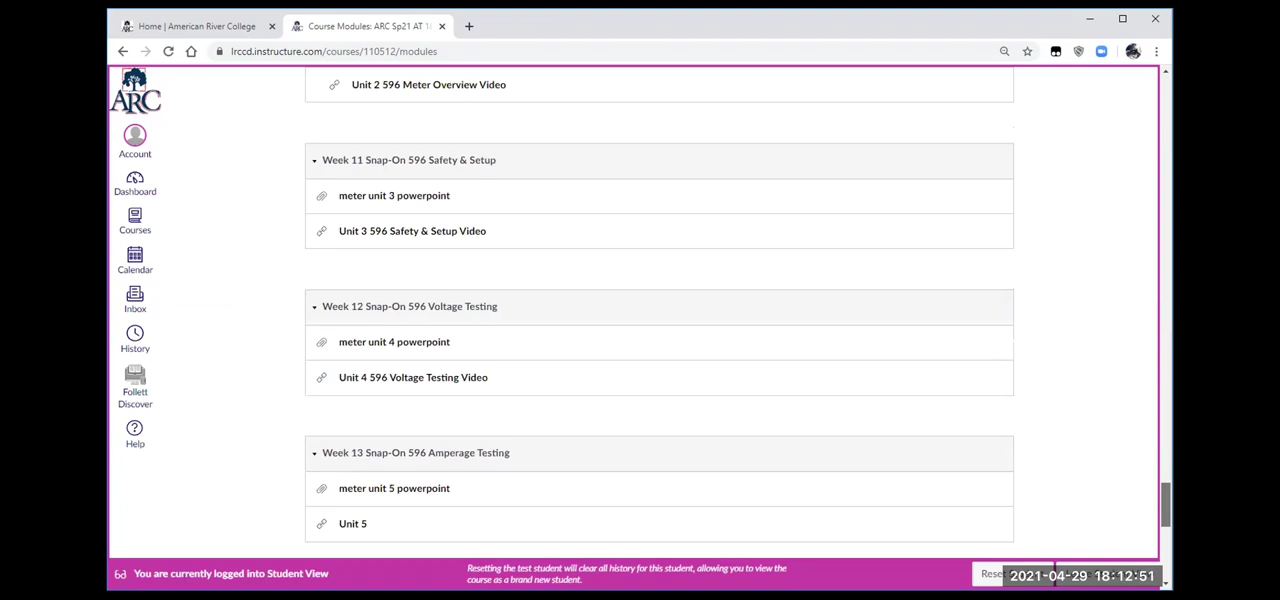 Home | American River College
Course Modules: ARC Sp21 AT 1
lrccd.instructure.com/courses/110512/modules
ARC
Account
Dashboard
Courses
Calendar
Inbox
History
Follett
Discover
Help
Unit 2 596 Meter Overview Video
Week 11 Snap-On 596 Safety & Setup
meter unit 3 powerpoint
Unit 3 596 Safety & Setup Video
Week 12 Snap-On 596 Voltage Testing
meter unit 4 powerpoint
Unit 4 596 Voltage Testing Video
Week 13 Snap-On 596 Amperage Testing
meter unit 5 powerpoint
Unit 5
You are currently logged into Student View
Resetting the test student will clear all history for this student, allowing you to view the
course as a brand new student.
Reset
2021-04-29 18:12:51